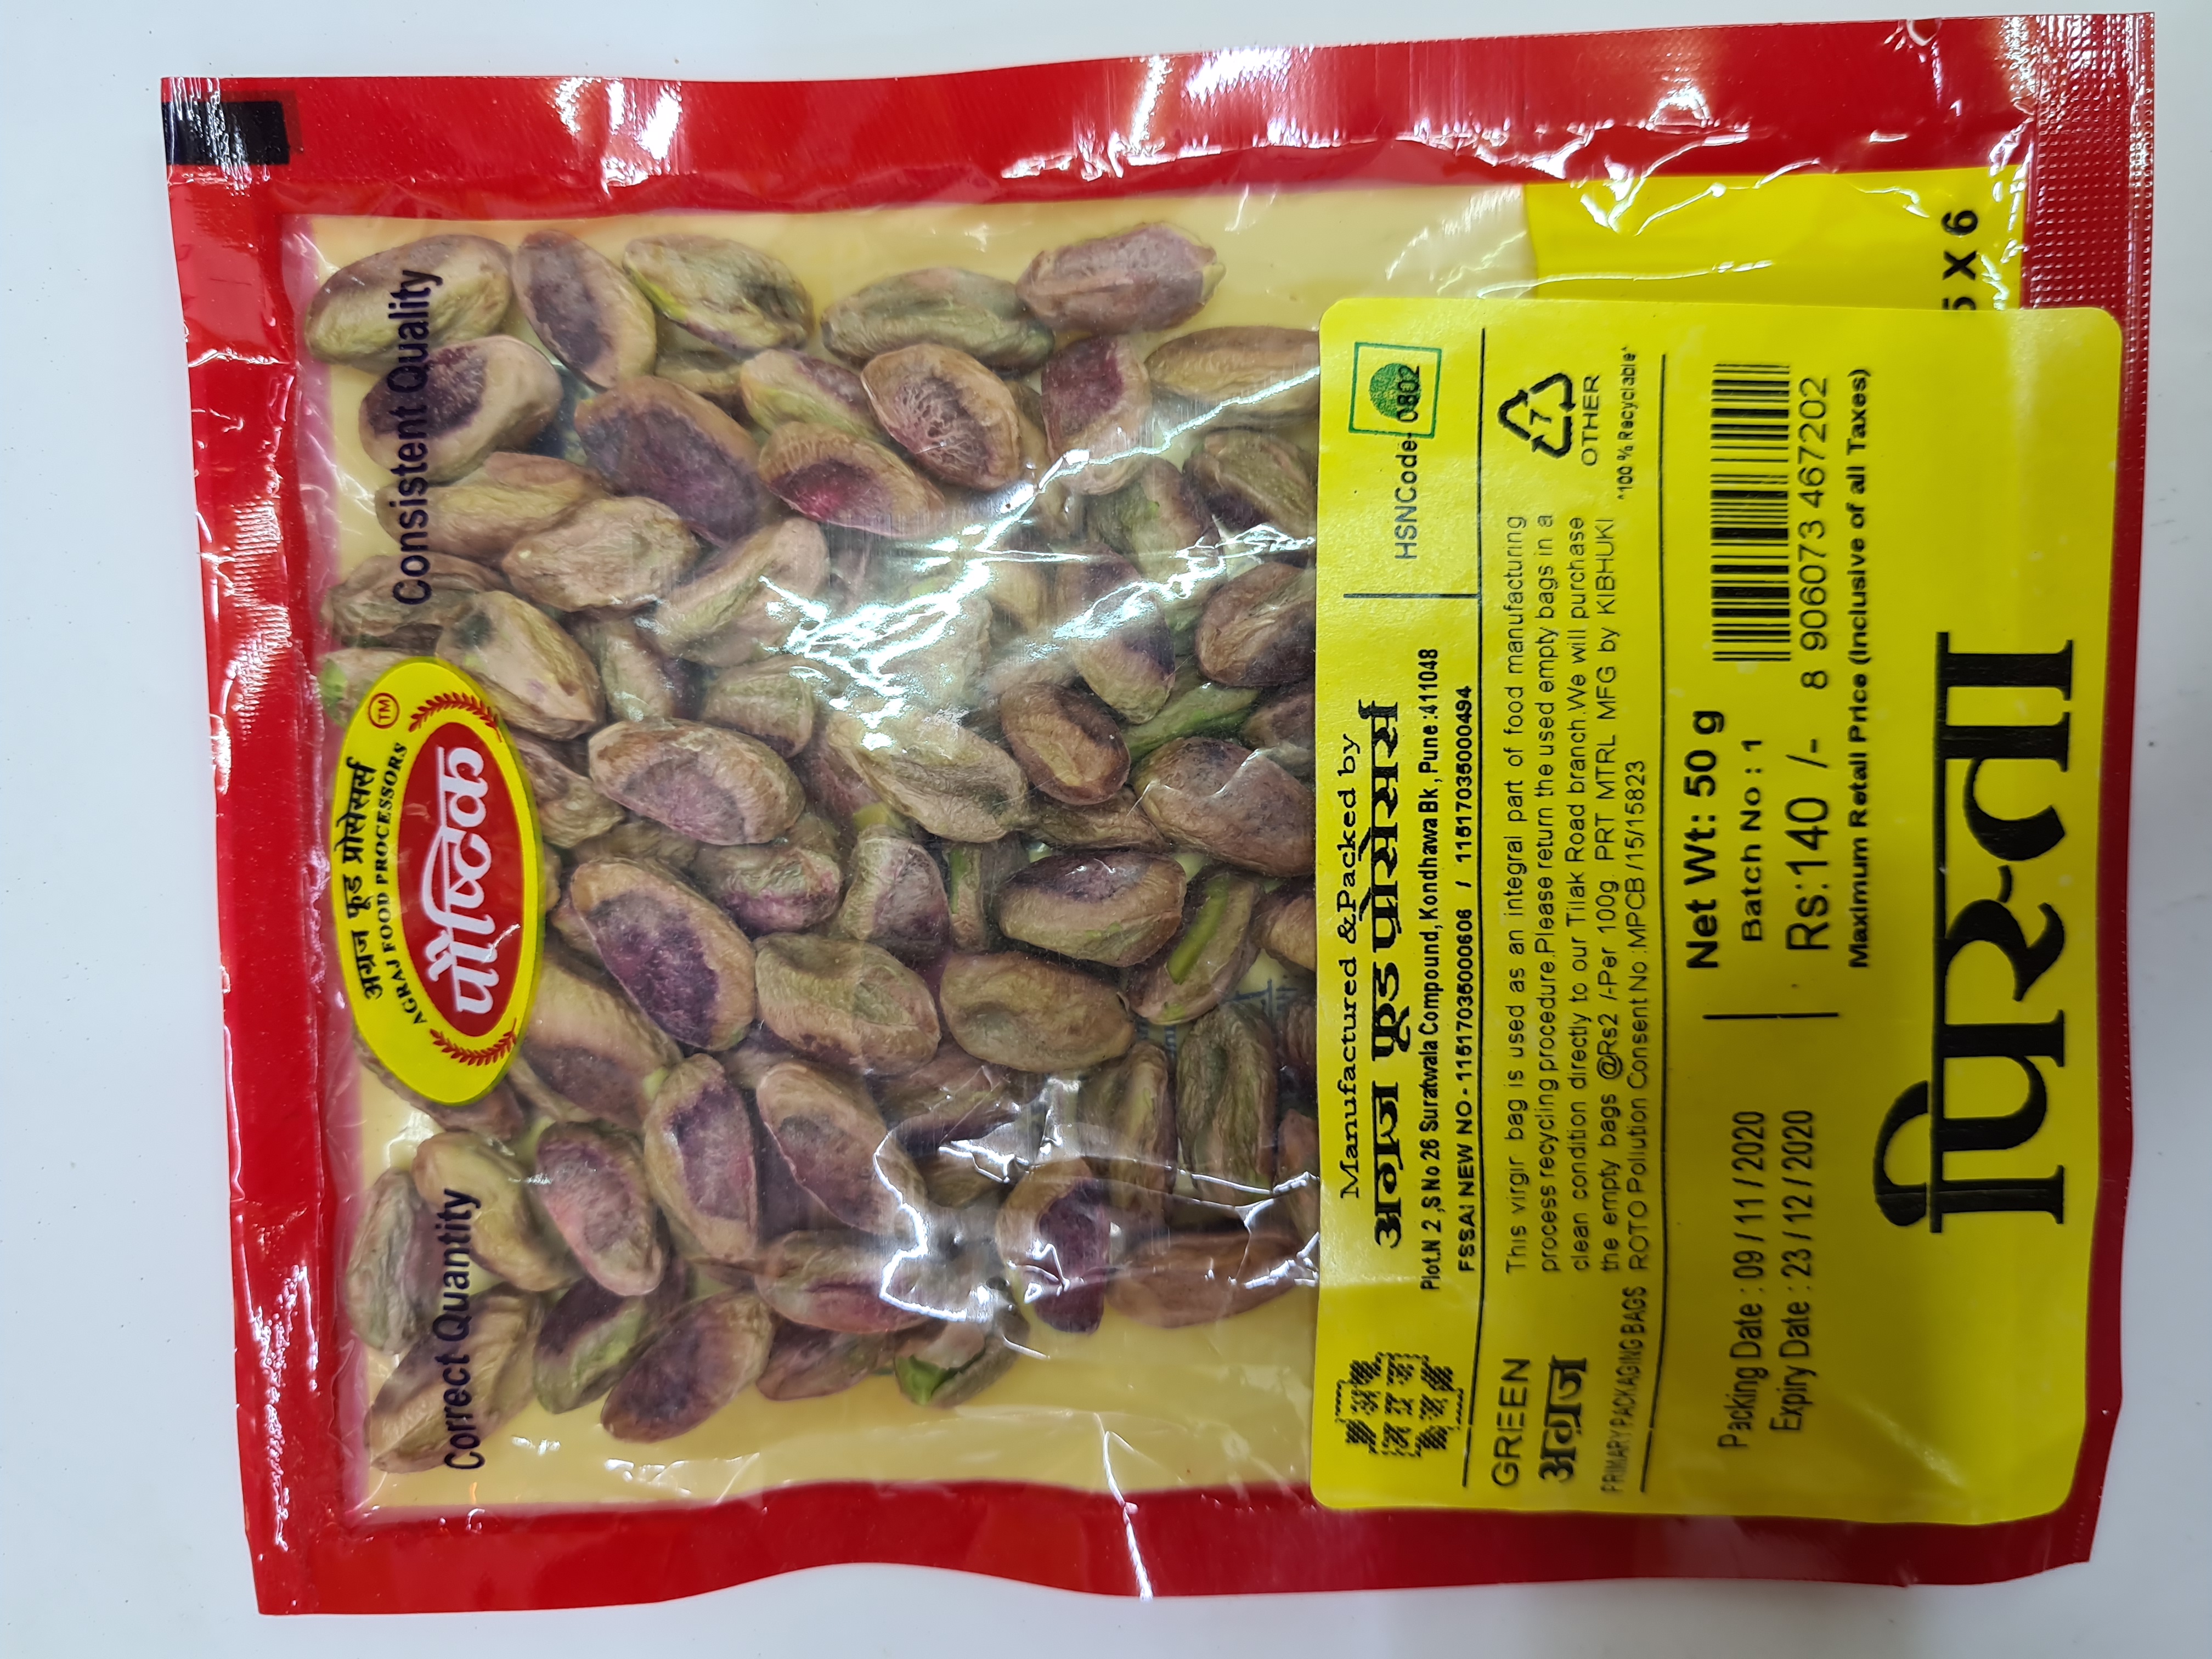 अग्रज फूड प्रोसेसर्स
AGRAJ FOOD PROCESSORS
TM
पौष्टिक
Correct Quantity
Consistent Quality
Manufactured &Packed by
अग्रज फूड प्रोसेसर्स
Plot.N 2 ,S No 26 Suratwala Compound, Kondhawa Bk , Pune :411048
FSSAI NEW NO - 11517035000606 / 11517035000494
HSNCode- 0802
GREEN
अग्रज
PRIMARY PACKAGING BAGS
This virgin bag is used as an integral part of food manufacturing
process recycling procedure.Please return the used empty bags in a
clean condition directly to our Tilak Road branch.We will purchase
the empty bags @Rs2 /-Per 100g. PRT MTRL MFG by KIBHUKI
ROTO Pollution Consent No :MPCB /15/15823
7
OTHER
"100 % Recyclable"
Packing Date : 09 / 11 / 2020
Expiry Date : 23 / 12 / 2020
Net Wt: 50 g
Batch No : 1
Rs:140 /-
8 906073 467202
Maximum Retail Price (Inclusive of all Taxes)
पिस्ता
5 X 6